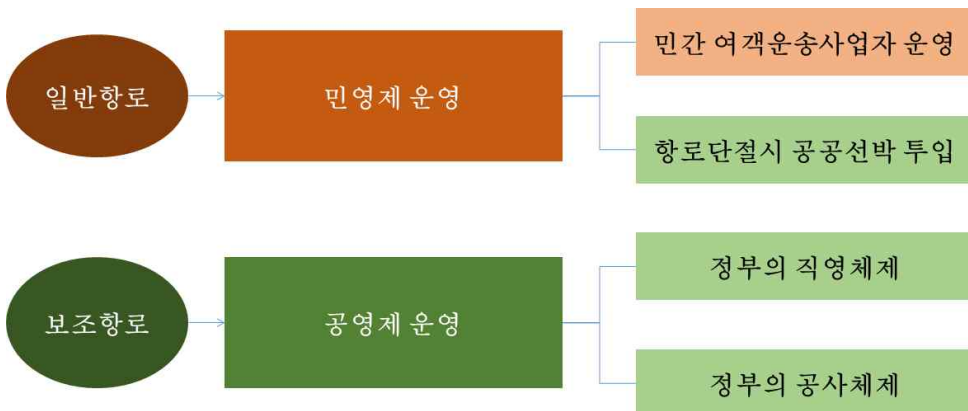 일반항로
민영제 운영
민간 여객운송사업자 운영
항로단절시 공공선박 투입
보조항로
공영제 운영
정부의 직영체제
정부의 공사체제